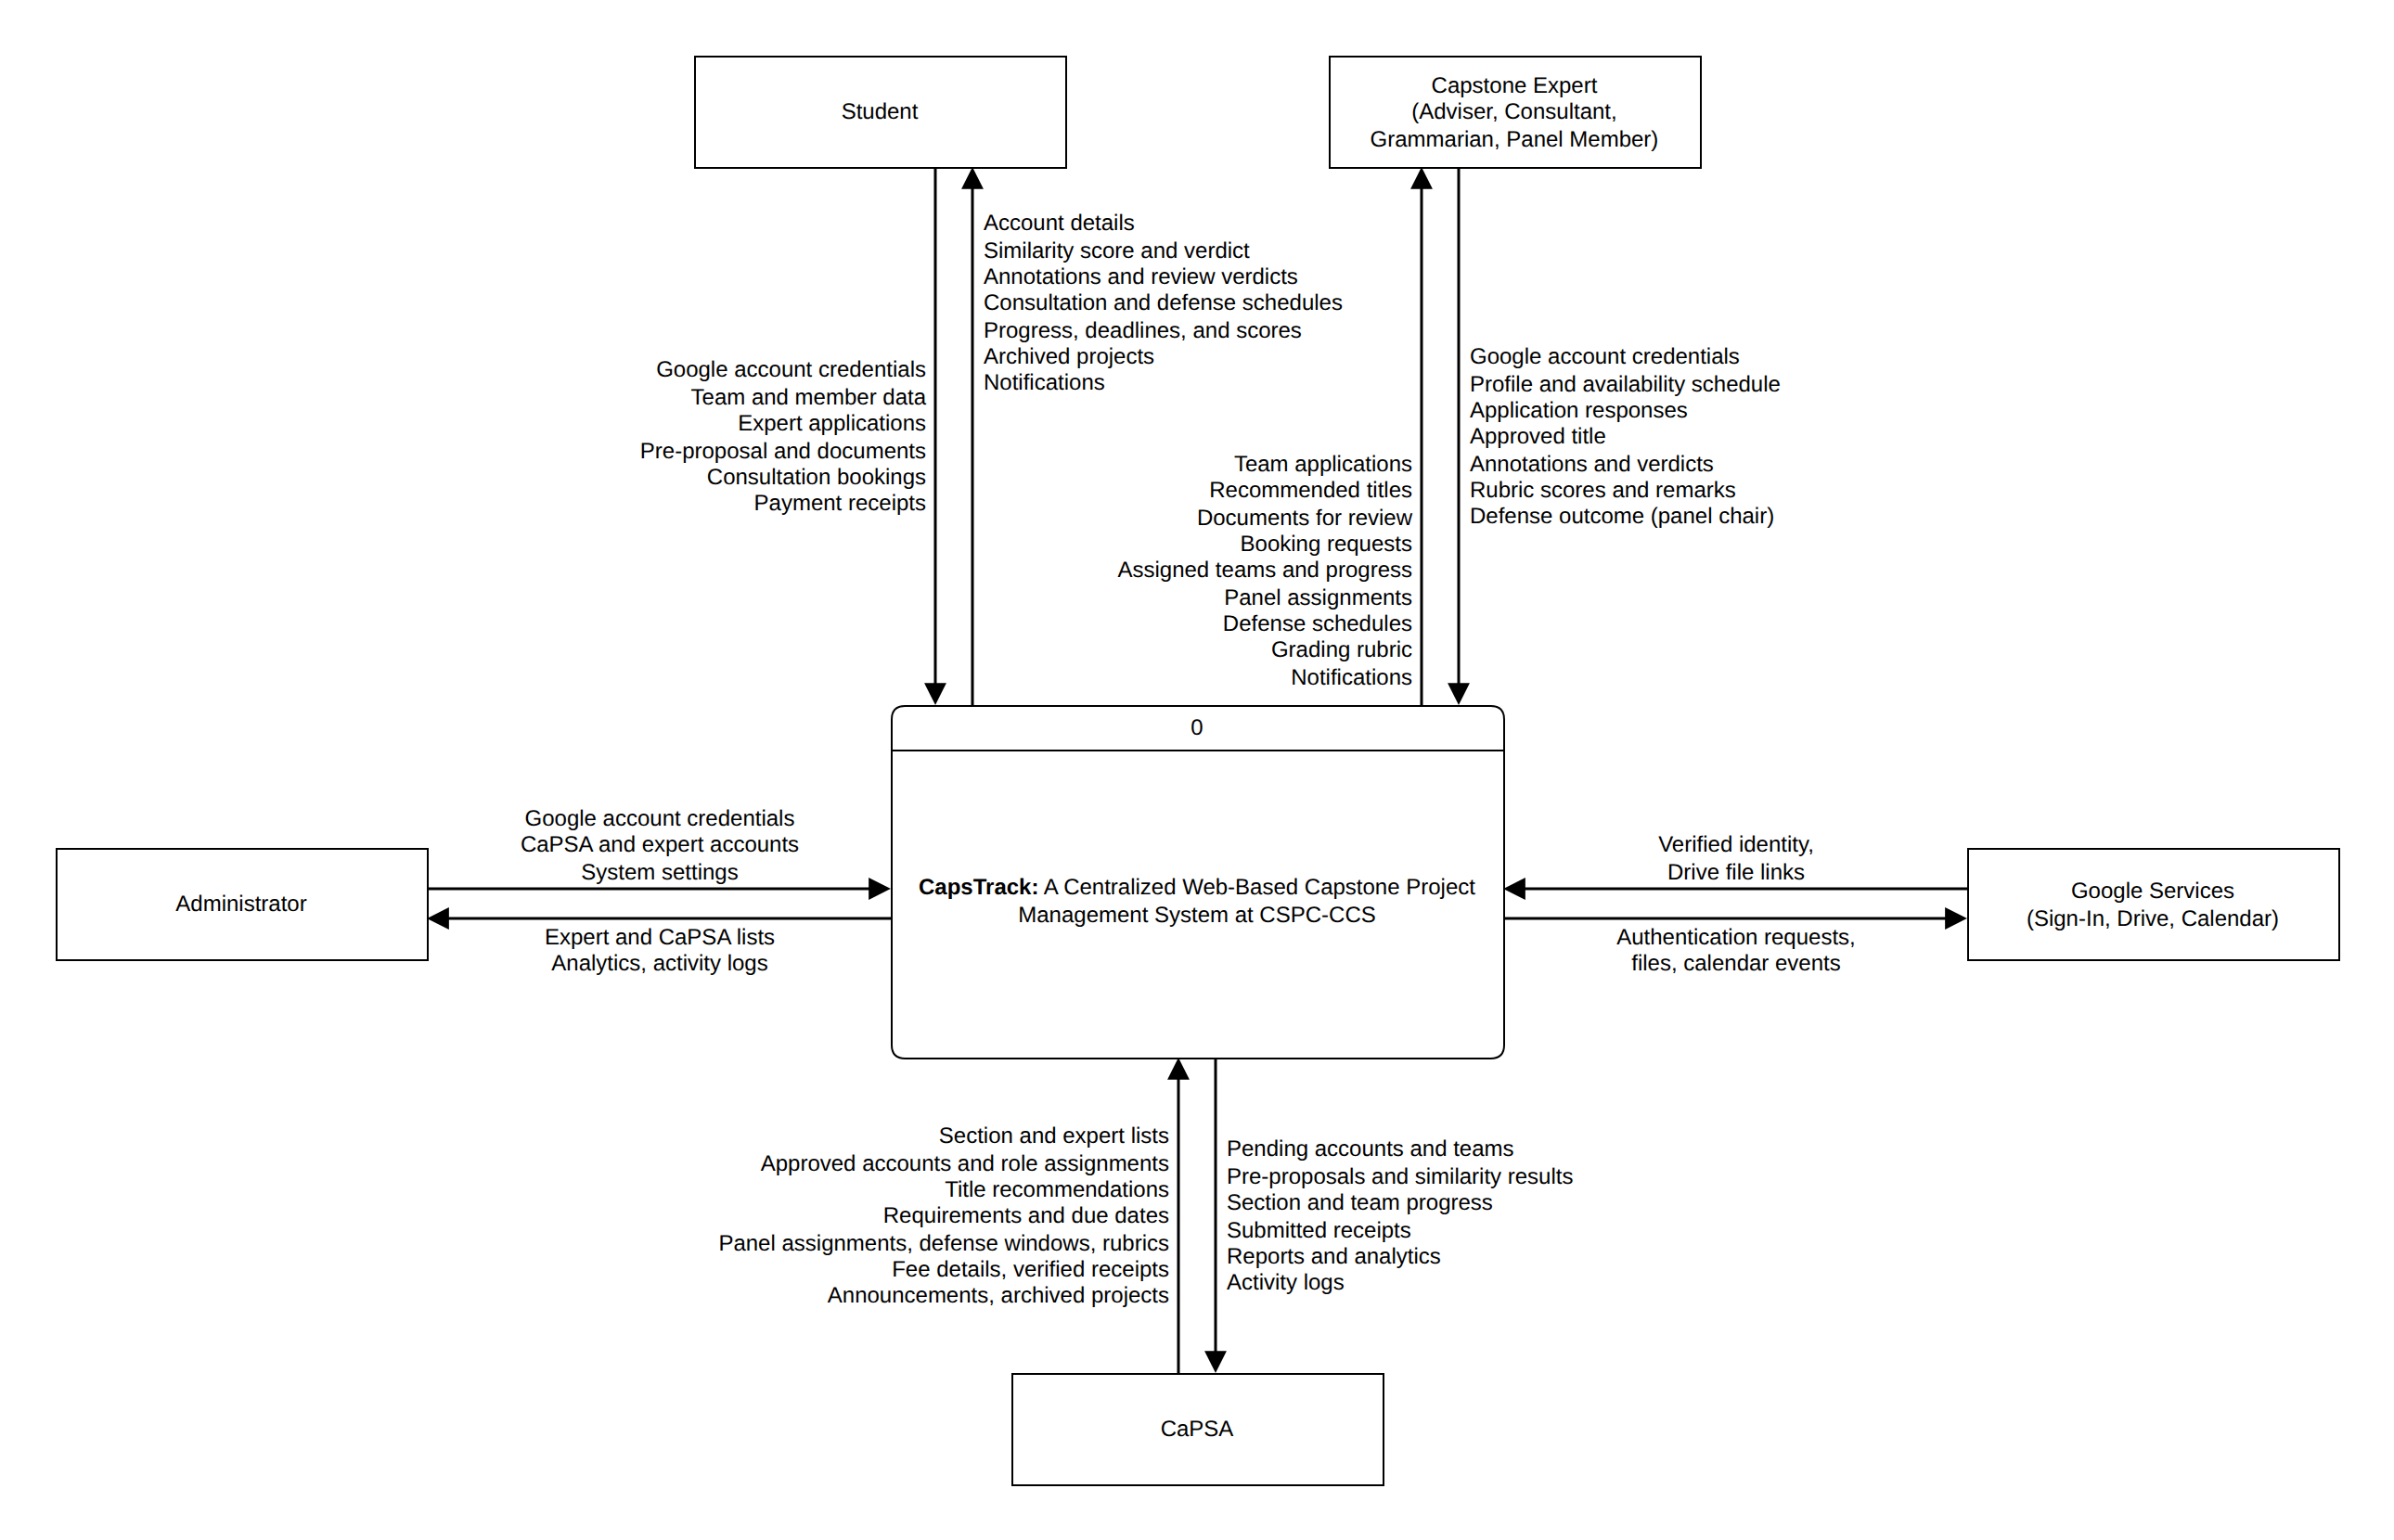 Student
Capstone Expert
(Adviser, Consultant,
Grammarian, Panel Member)
Account details
Similarity score and verdict
Annotations and review verdicts
Consultation and defense schedules
Progress, deadlines, and scores
Archived projects
Notifications
Google account credentials
Team and member data
Expert applications
Pre-proposal and documents
Consultation bookings
Payment receipts
Google account credentials
Profile and availability schedule
Application responses
Approved title
Annotations and verdicts
Rubric scores and remarks
Defense outcome (panel chair)
Team applications
Recommended titles
Documents for review
Booking requests
Assigned teams and progress
Panel assignments
Defense schedules
Grading rubric
Notifications
0
CapsTrack: A Centralized Web-Based Capstone Project
Management System at CSPC-CCS
Google account credentials
CaPSA and expert accounts
System settings
Administrator
Expert and CaPSA lists
Analytics, activity logs
Verified identity,
Drive file links
Google Services
(Sign-In, Drive, Calendar)
Authentication requests,
files, calendar events
Section and expert lists
Approved accounts and role assignments
Title recommendations
Requirements and due dates
Panel assignments, defense windows, rubrics
Fee details, verified receipts
Announcements, archived projects
Pending accounts and teams
Pre-proposals and similarity results
Section and team progress
Submitted receipts
Reports and analytics
Activity logs
CaPSA